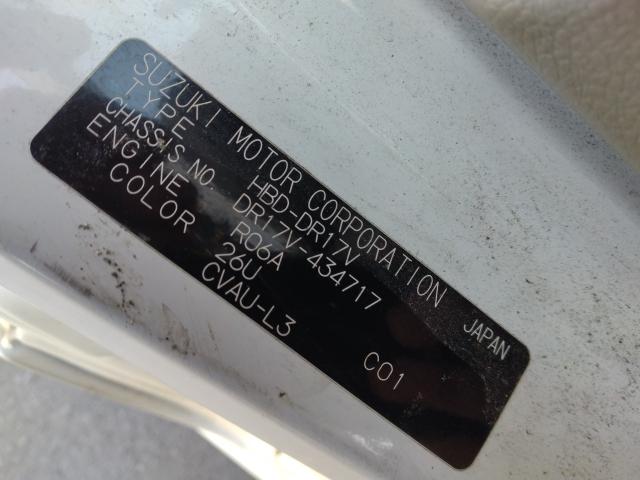 SUZUKI MOTOR CORPORATION JAPAN
TYPE HBD-DR17V
CHASSIS NO. DR17V-434717
ENGINE R06A
COLOR 26U
CVAU-L3 C01